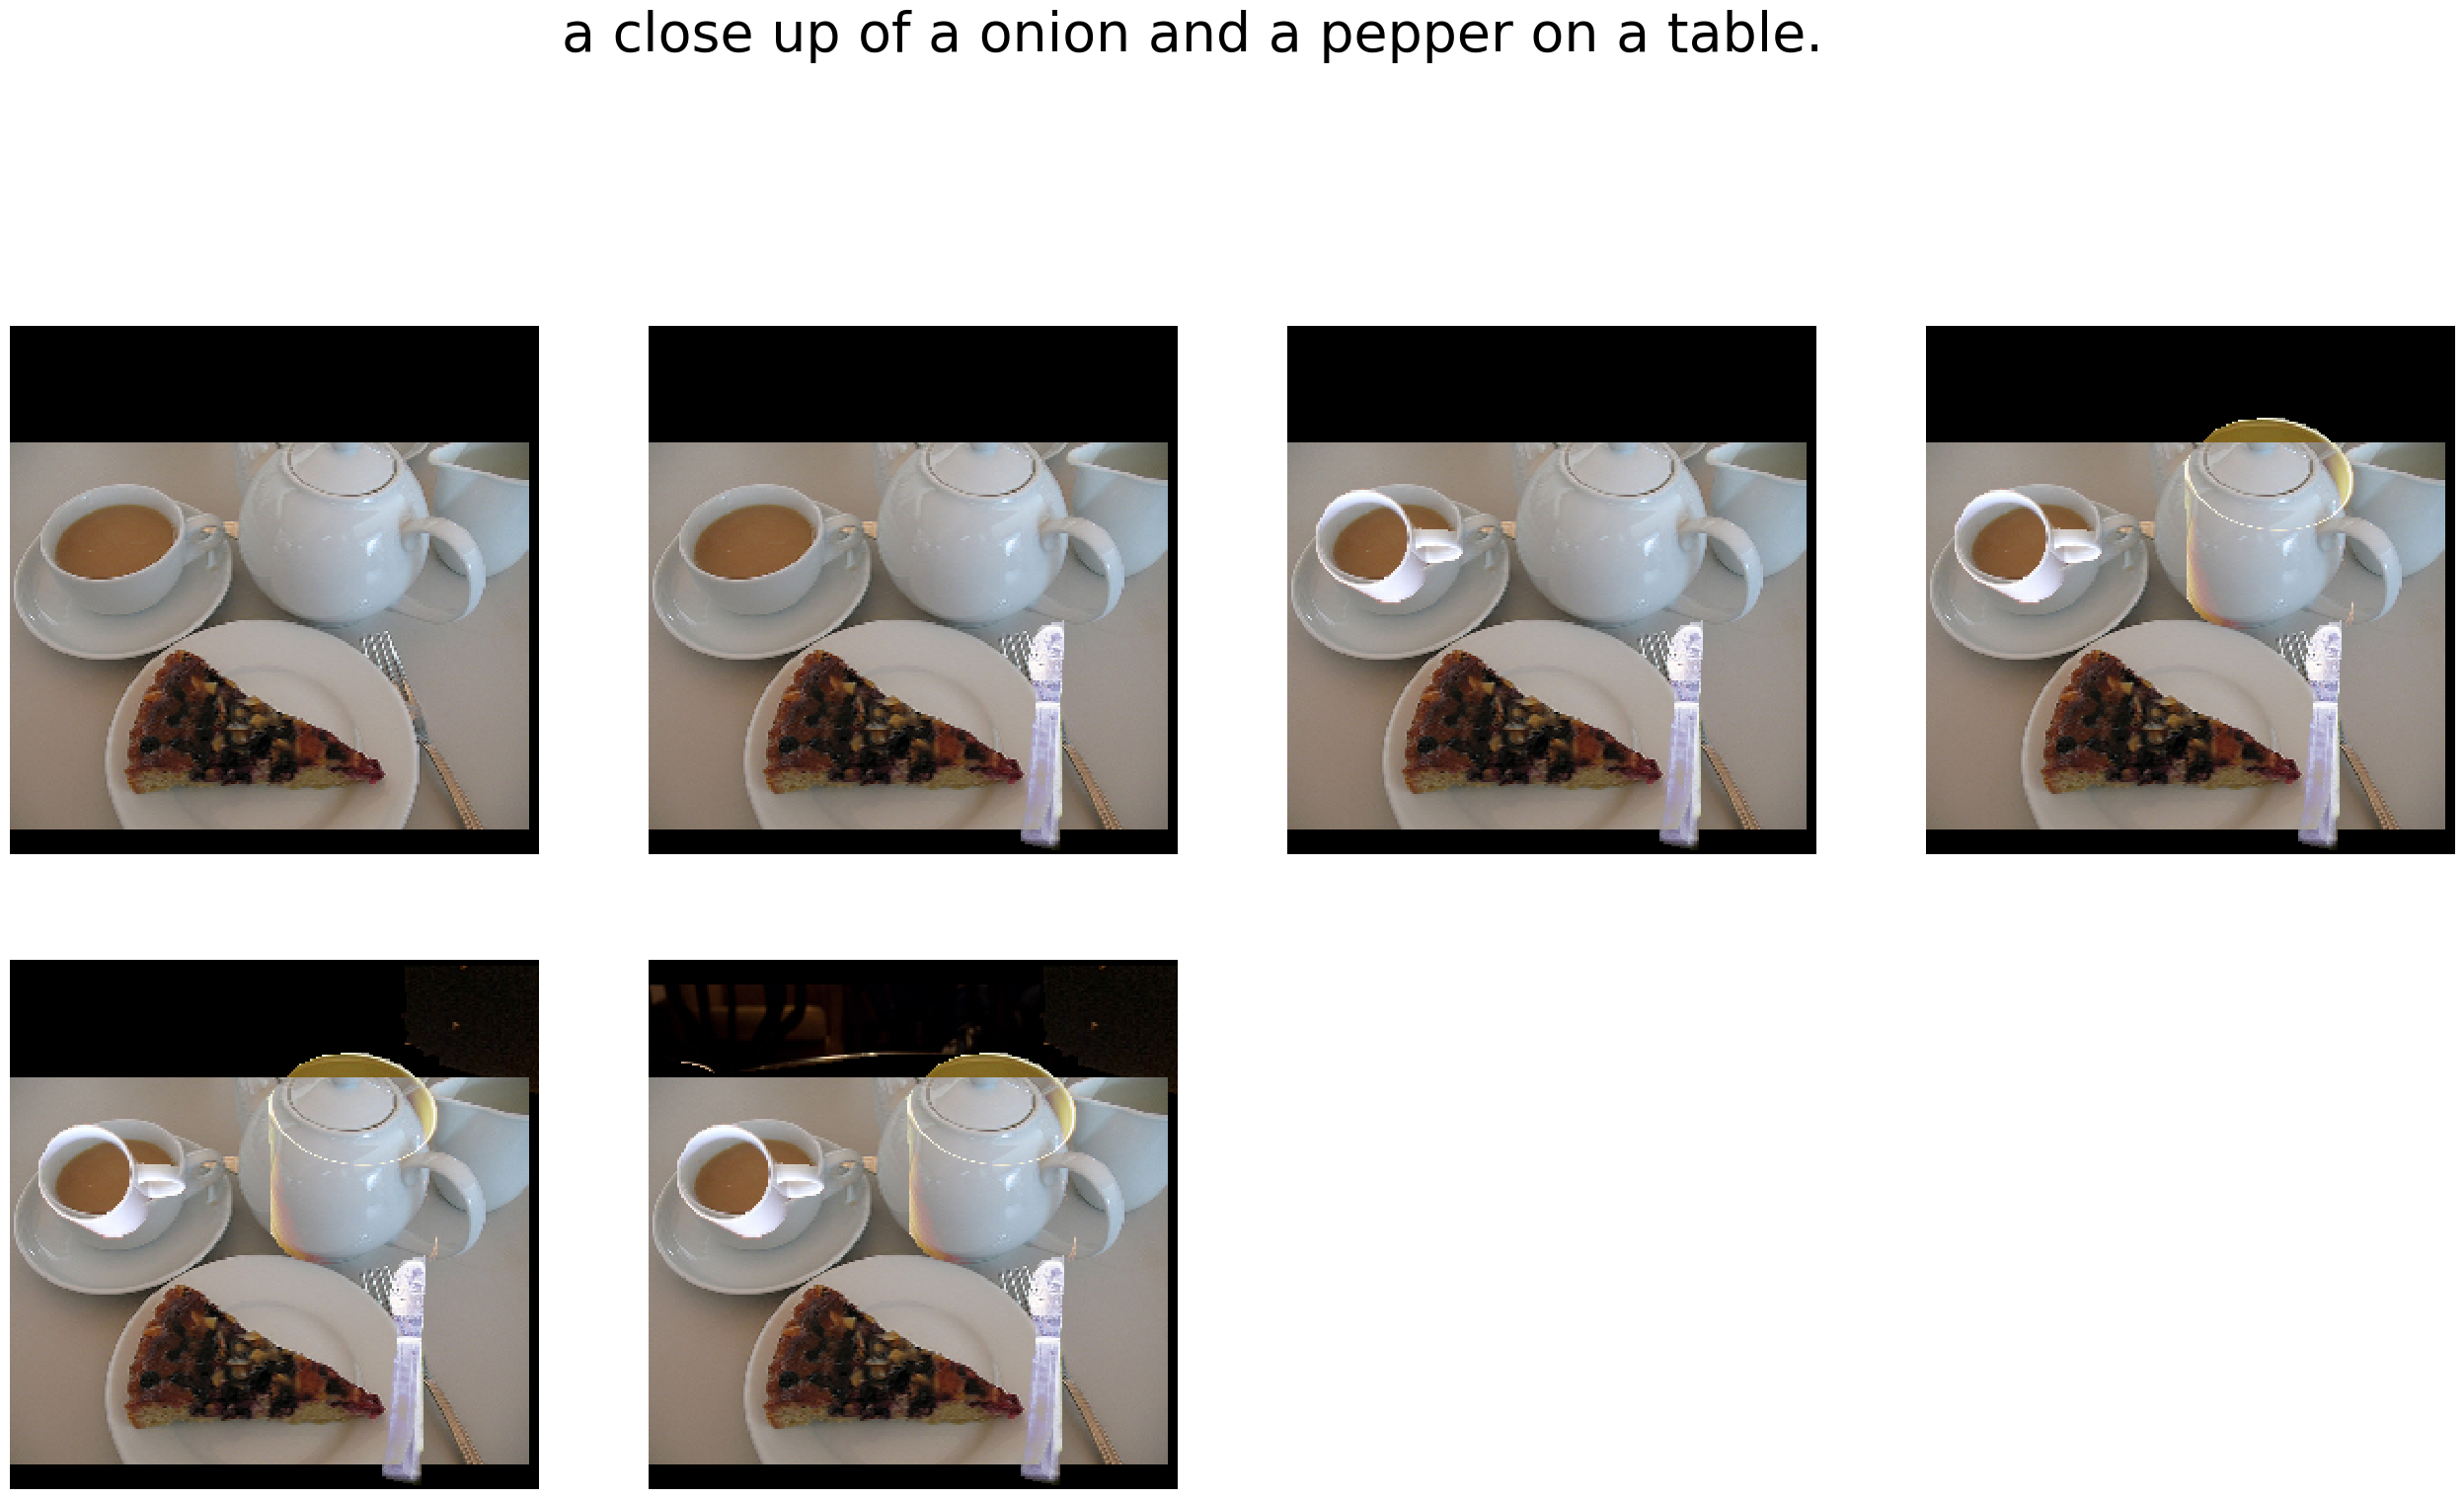 a close up of a onion and a pepper on a table.